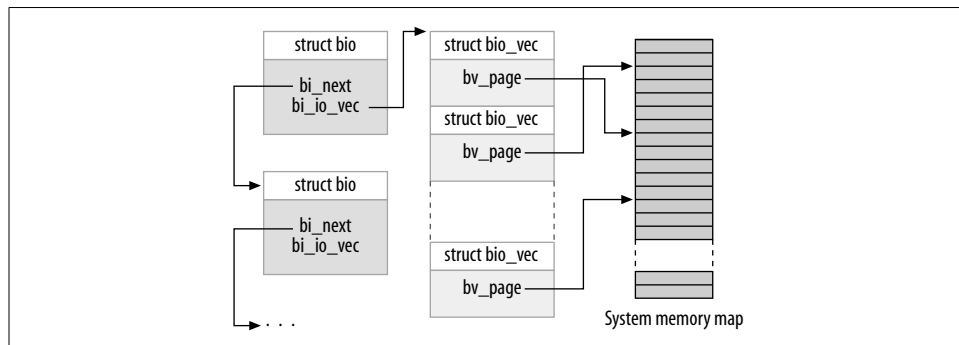 struct bio
bi_next
bi_io_vec
struct bio
bi_next
bi_io_vec
. . .
struct bio_vec
bv_page
struct bio_vec
bv_page
struct bio_vec
bv_page
System memory map